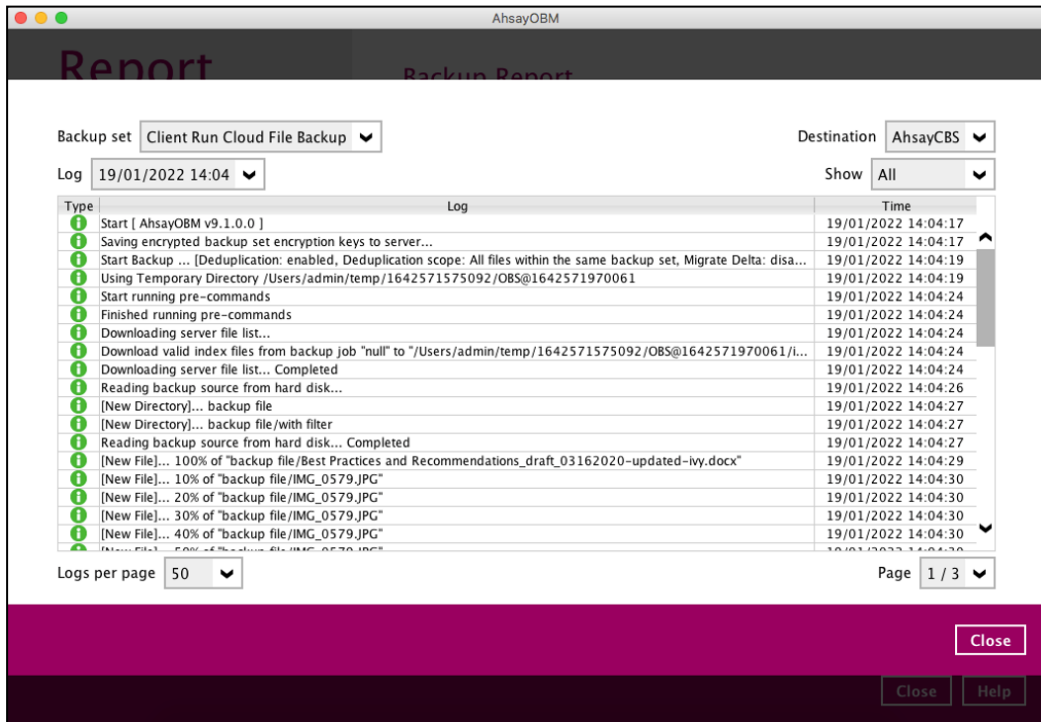 AhsayOBM
Report
Backup Report
Backup set Client Run Cloud File Backup Destination AhsayCBS
Log 19/01/2022 14:04 Show All
Type Log Time
Start [ AhsayOBM v9.1.0.0 ] 19/01/2022 14:04:17
Saving encrypted backup set encryption keys to server... 19/01/2022 14:04:17
Start Backup ... [Deduplication: enabled, Deduplication scope: All files within the same backup set, Migrate Delta: disa... 19/01/2022 14:04:19
Using Temporary Directory /Users/admin/temp/1642571575092/OBS@1642571970061 19/01/2022 14:04:19
Start running pre-commands 19/01/2022 14:04:24
Finished running pre-commands 19/01/2022 14:04:24
Downloading server file list... 19/01/2022 14:04:24
Download valid index files from backup job "null" to "/Users/admin/temp/1642571575092/OBS@1642571970061/i... 19/01/2022 14:04:24
Downloading server file list... Completed 19/01/2022 14:04:24
Reading backup source from hard disk... 19/01/2022 14:04:26
[New Directory]... backup file 19/01/2022 14:04:27
[New Directory]... backup file/with filter 19/01/2022 14:04:27
Reading backup source from hard disk... Completed 19/01/2022 14:04:27
[New File]... 100% of "backup file/Best Practices and Recommendations_draft_03162020-updated-ivy.docx" 19/01/2022 14:04:29
[New File]... 10% of "backup file/IMG_0579.JPG" 19/01/2022 14:04:30
[New File]... 20% of "backup file/IMG_0579.JPG" 19/01/2022 14:04:30
[New File]... 30% of "backup file/IMG_0579.JPG" 19/01/2022 14:04:30
[New File]... 40% of "backup file/IMG_0579.JPG" 19/01/2022 14:04:30
[New File]... 50% of "backup file/IMG_0579.JPG" 19/01/2022 14:04:30
Logs per page 50 Page 1 / 3
Close
Close Help